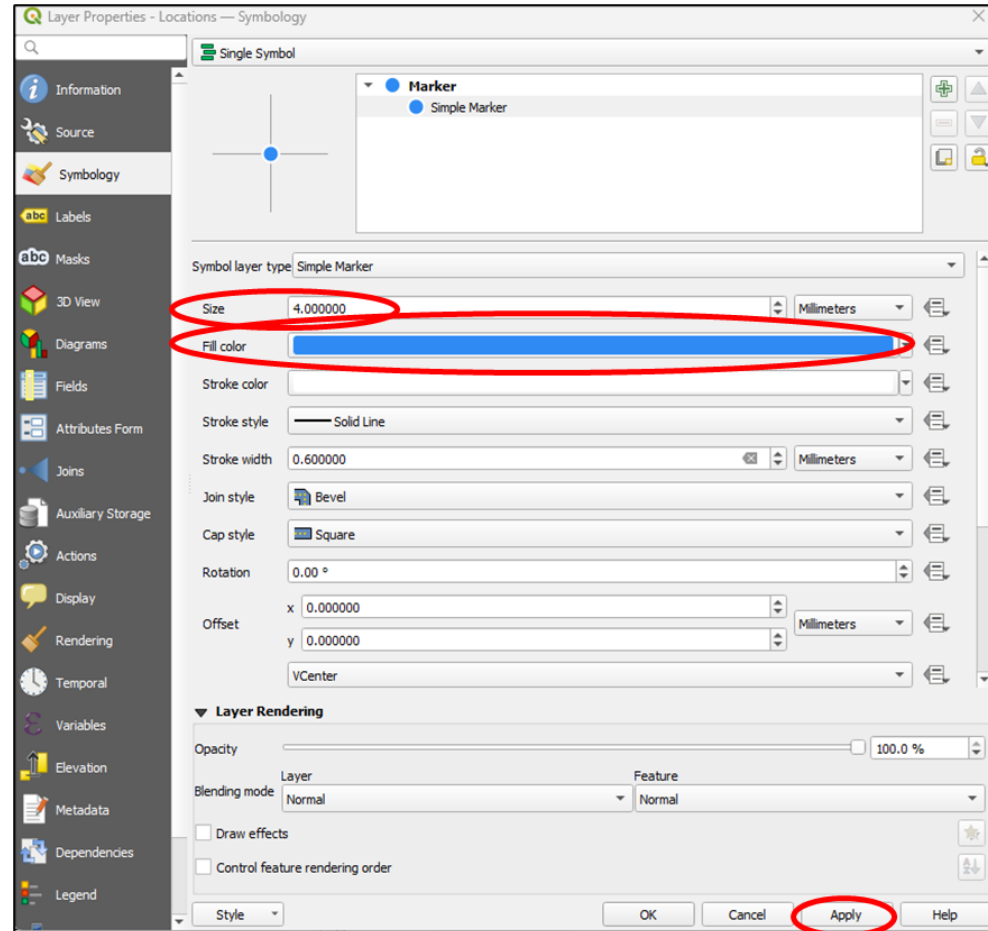 Layer Properties - Locations — Symbology
Single Symbol
Information
Source
Symbology
abc Labels
abc Masks
3D View
Diagrams
Fields
Attributes Form
Joins
Auxiliary Storage
Actions
Display
Rendering
Temporal
Variables
Elevation
Metadata
Dependencies
Legend
Marker
Simple Marker
Symbol layer type Simple Marker
Size 4.000000 Millimeters
Fill color
Stroke color
Stroke style Solid Line
Stroke width 0.600000 Millimeters
Join style Bevel
Cap style Square
Rotation 0.00 °
x 0.000000
Offset Millimeters
y 0.000000
VCenter
Layer Rendering
Opacity 100.0 %
Layer Feature
Blending mode Normal Normal
Draw effects
Control feature rendering order
Style OK Cancel Apply Help